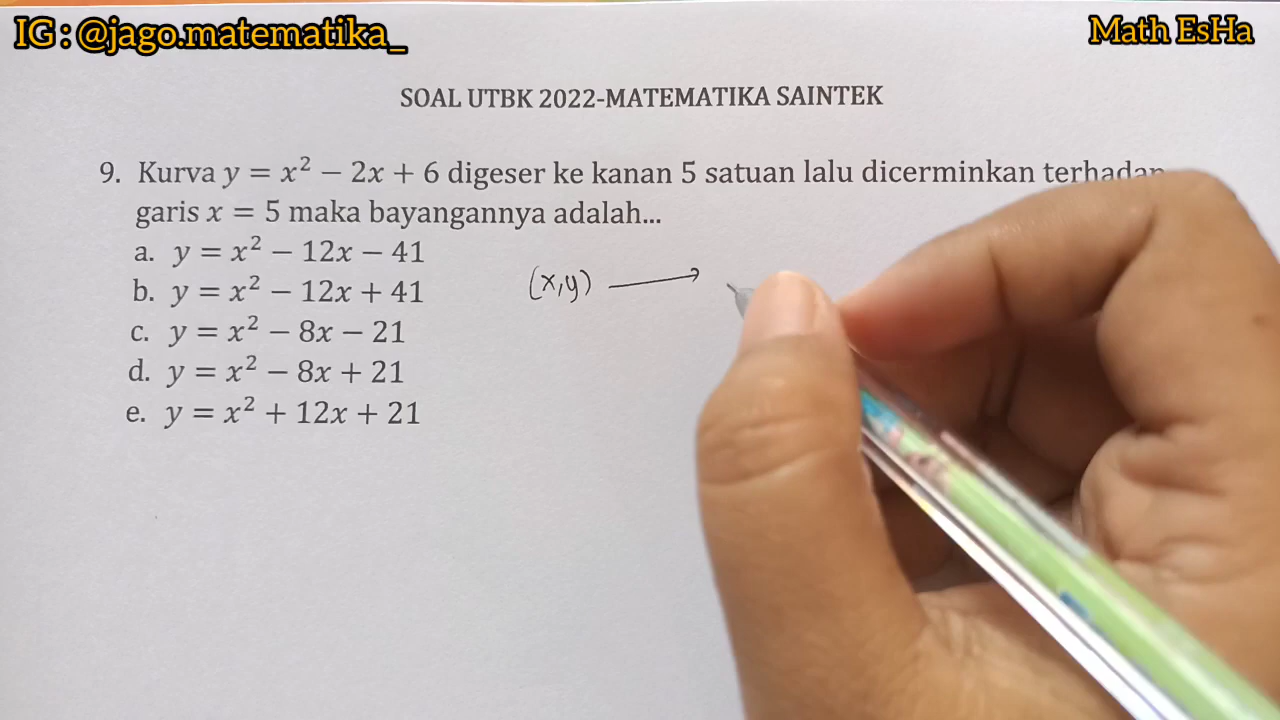 IG : @jago.matematika_
Math EsHa
SOAL UTBK 2022-MATEMATIKA SAINTEK
9. Kurva y = x² − 2x + 6 digeser ke kanan 5 satuan lalu dicerminkan
garis x = 5 maka bayangannya adalah...
a. y = x² − 12x − 41
b. y = x² − 12x + 41
c. y = x² − 8x − 21
d. y = x² − 8x + 21
e. y = x² + 12x + 21
(x,y) →